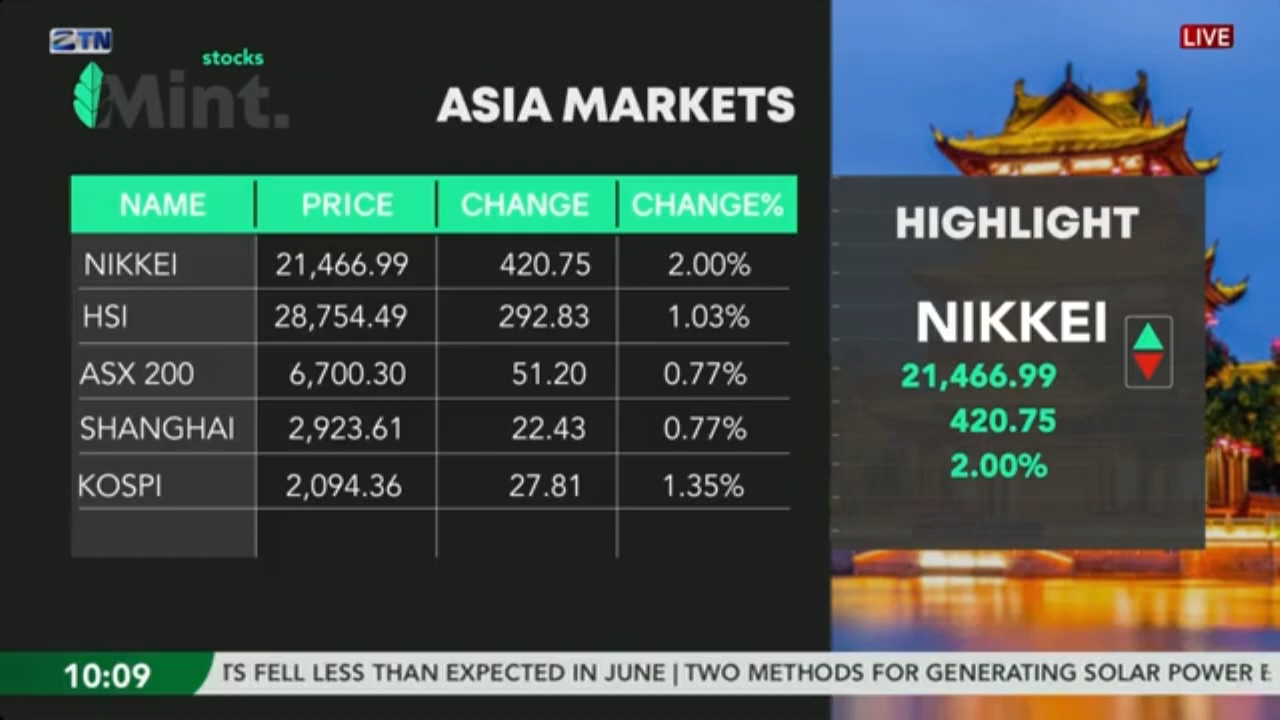 ZTN
LIVE
stocks
Mint.
ASIA MARKETS
NAME PRICE CHANGE CHANGE%
NIKKEI 21,466.99 420.75 2.00%
HSI 28,754.49 292.83 1.03%
ASX 200 6,700.30 51.20 0.77%
SHANGHAI 2,923.61 22.43 0.77%
KOSPI 2,094.36 27.81 1.35%
HIGHLIGHT
NIKKEI
21,466.99
420.75
2.00%
10:09
TS FELL LESS THAN EXPECTED IN JUNE | TWO METHODS FOR GENERATING SOLAR POWER